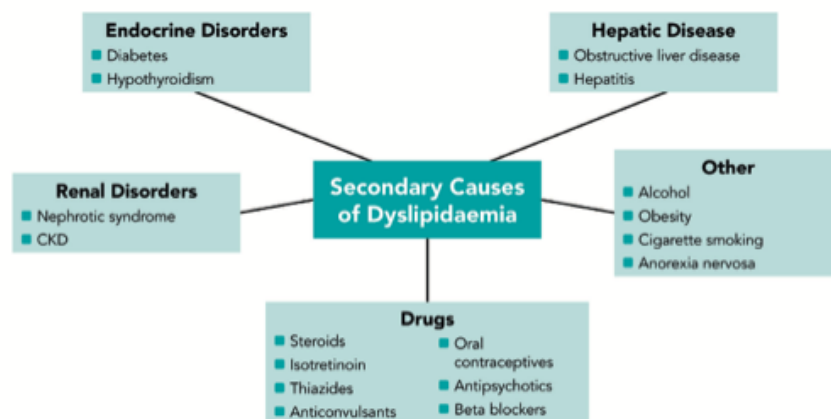 Endocrine Disorders
Diabetes
Hypothyroidism
Hepatic Disease
Obstructive liver disease
Hepatitis
Secondary Causes
of Dyslipidaemia
Renal Disorders
Nephrotic syndrome
CKD
Other
Alcohol
Obesity
Cigarette smoking
Anorexia nervosa
Drugs
Steroids
Isotretinoin
Thiazides
Anticonvulsants
Oral
contraceptives
Antipsychotics
Beta blockers